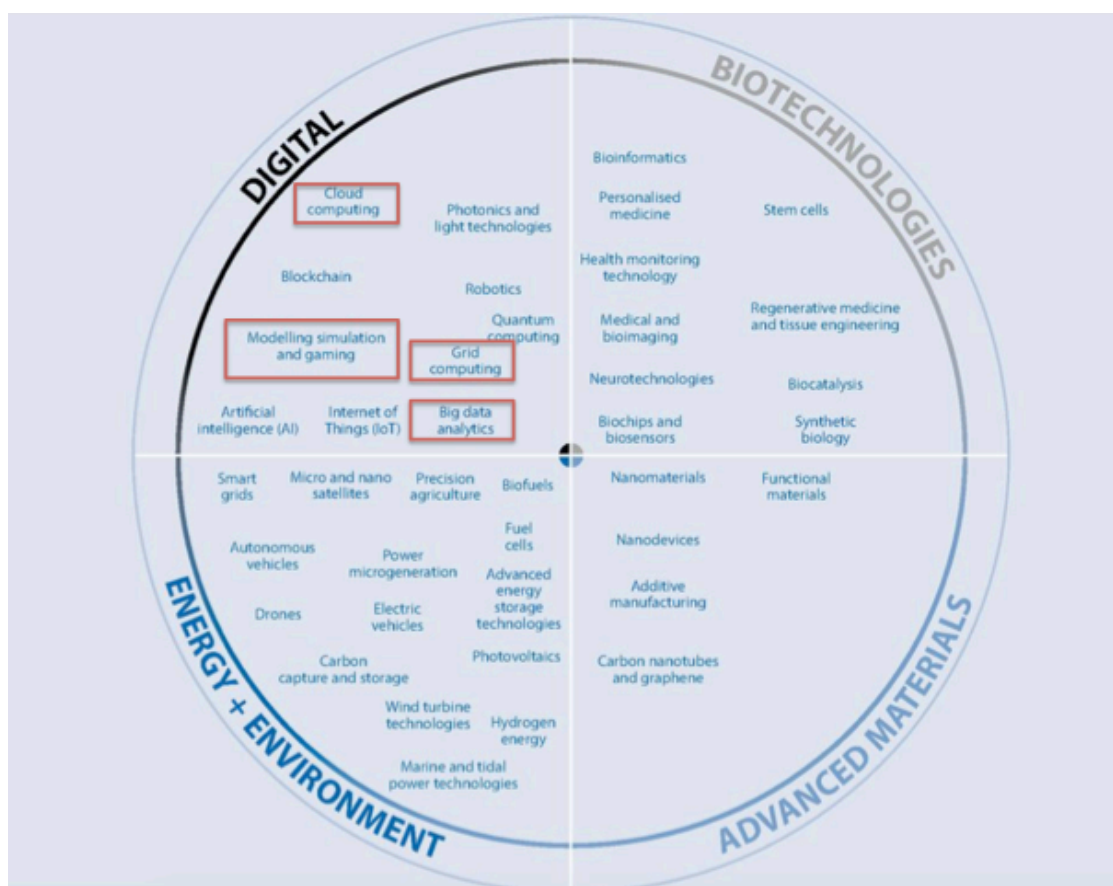 DIGITAL
Cloud
computing
Photonics and
light technologies
Blockchain
Robotics
Quantum
computing
Modelling simulation
and gaming
Grid
computing
Artificial
intelligence (AI)
Internet of
Things (IoT)
Big data
analytics
BIOTECHNOLOGIES
Bioinformatics
Personalised
medicine
Stem cells
Health monitoring
technology
Regenerative medicine
and tissue engineering
Medical and
bioimaging
Neurotechnologies
Biocatalysis
Biochips and
biosensors
Synthetic
biology
ENERGY + ENVIRONMENT
Smart
grids
Micro and nano
satellites
Precision
agriculture
Biofuels
Fuel
cells
Autonomous
vehicles
Power
microgeneration
Advanced
energy
storage
technologies
Drones
Electric
vehicles
Carbon
capture and storage
Photovoltaics
Wind turbine
technologies
Hydrogen
energy
Marine and tidal
power technologies
ADVANCED MATERIALS
Nanomaterials
Functional
materials
Nanodevices
Additive
manufacturing
Carbon nanotubes
and graphene